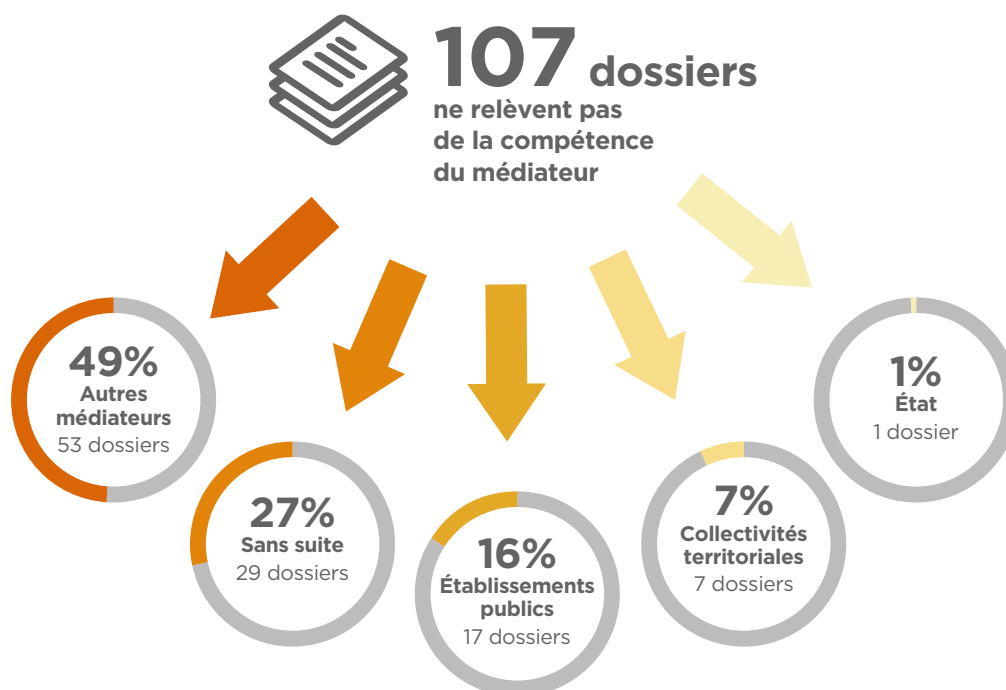 107 dossiers
ne relèvent pas
de la compétence
du médiateur
49%
Autres
médiateurs
53 dossiers
27%
Sans suite
29 dossiers
16%
Établissements
publics
17 dossiers
7%
Collectivités
territoriales
7 dossiers
1%
État
1 dossier